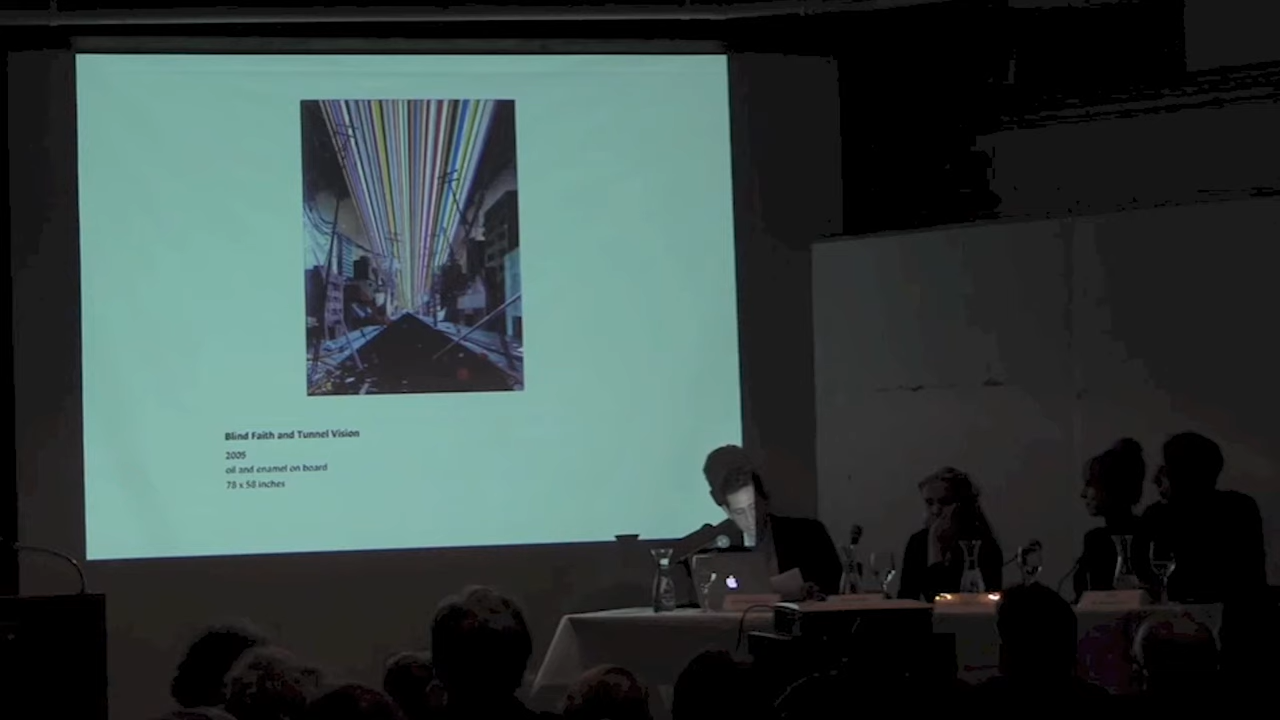 Blind Faith and Tunnel Vision
2005
oil and enamel on board
78 x 58 inches